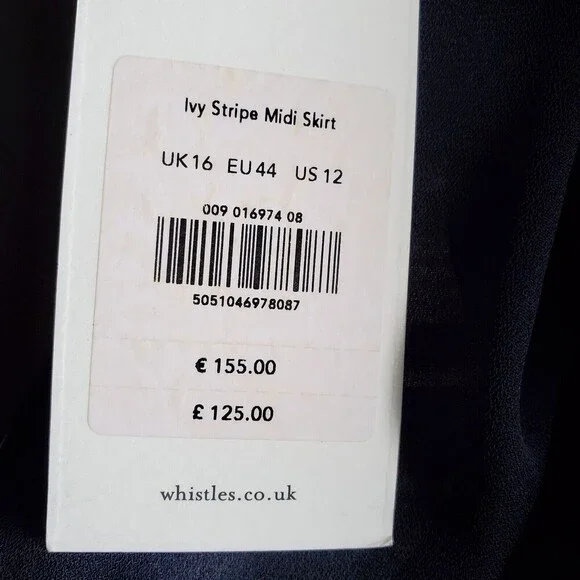 Ivy Stripe Midi Skirt
UK 16 EU 44 US 12
009 016974 08
5051046978087
€ 155.00
£ 125.00
whistles.co.uk